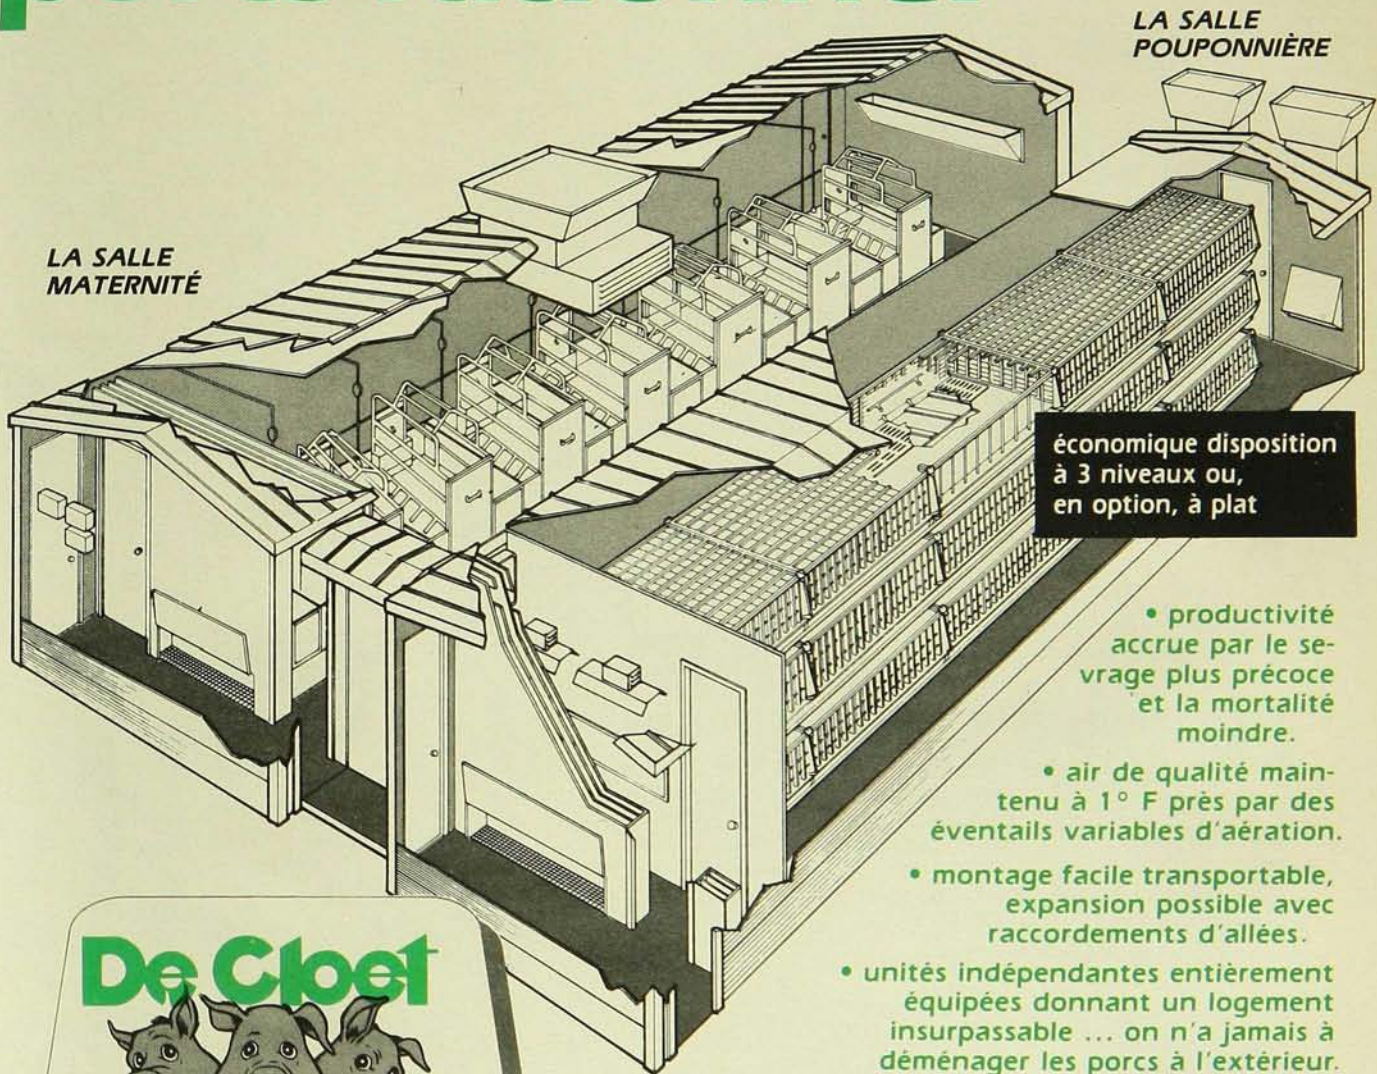 LA SALLE
POUPONNIÈRE
LA SALLE
MATERNITÉ
économique disposition
à 3 niveaux ou,
en option, à plat
• productivité
accrue par le se-
vrage plus précoce
et la mortalité
moindre.
• air de qualité main-
tenu à 1° F près par des
éventails variables d'aération.
• montage facile transportable,
expansion possible avec
raccordements d'allées.
• unités indépendantes entièrement
équipées donnant un logement
insurpassable ... on n'a jamais à
déménager les porcs à l'extérieur.
De Cloet